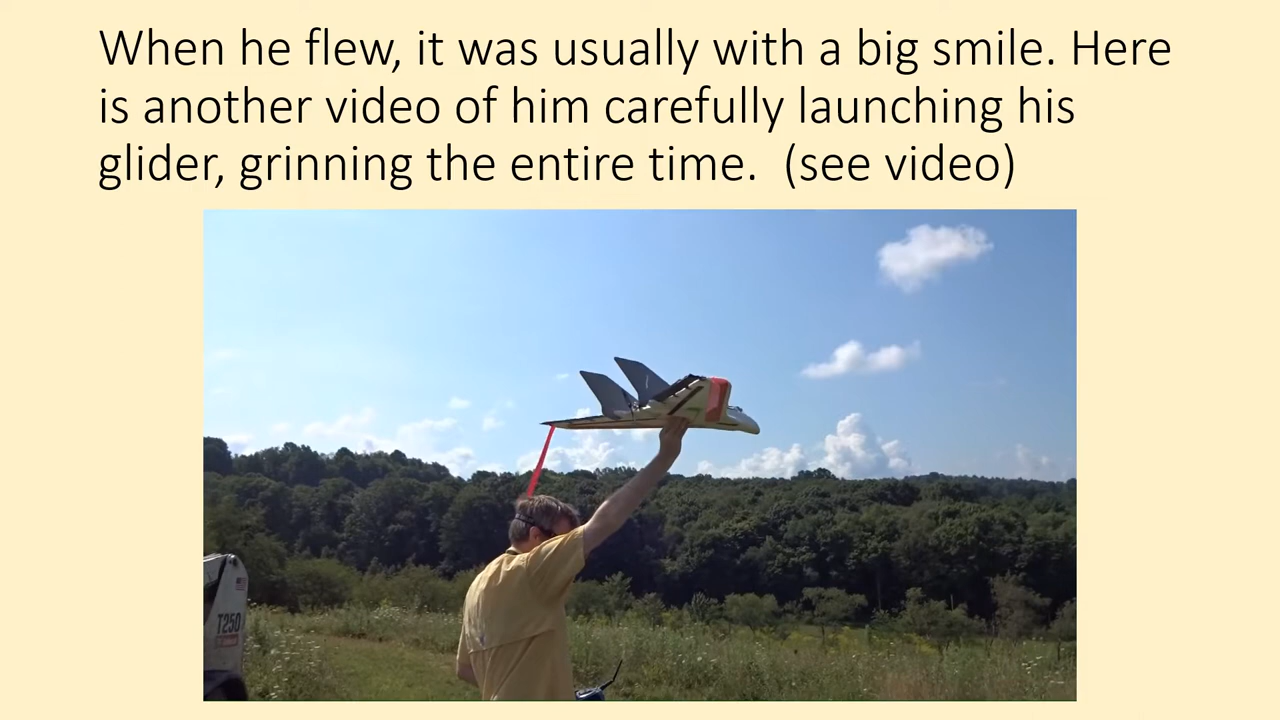 When he flew, it was usually with a big smile. Here
is another video of him carefully launching his
glider, grinning the entire time.  (see video)
T250